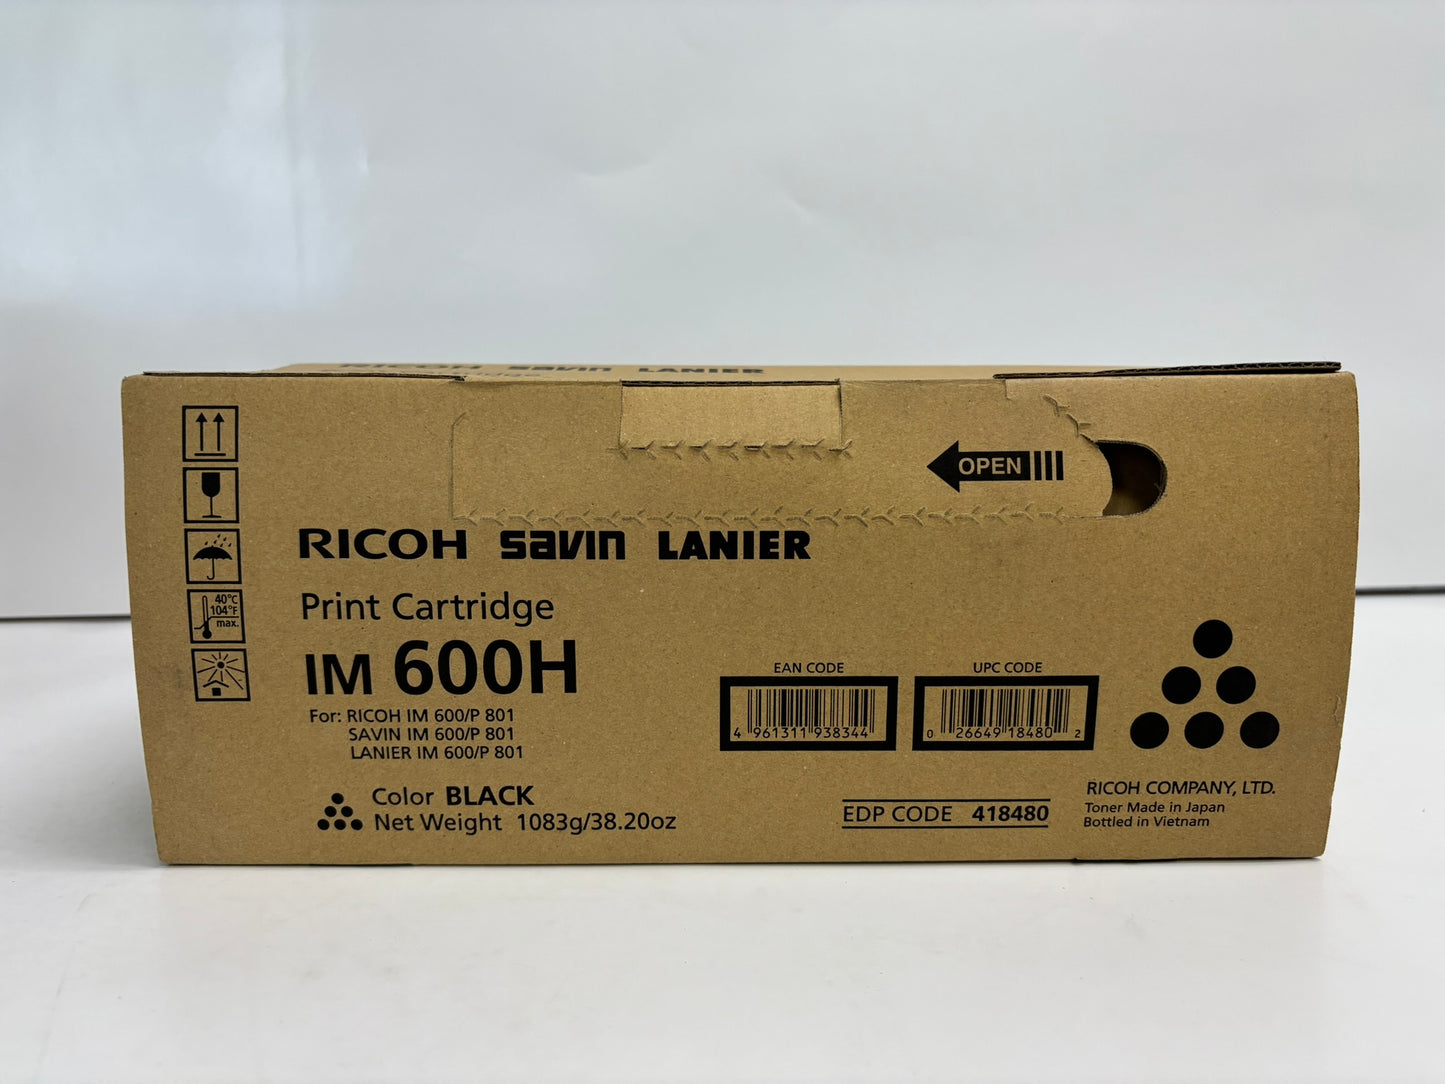 RICOH savin LANIER
OPEN
40°C
104°F
max.
RICOH savin LANIER
Print Cartridge
IM 600H
For: RICOH IM 600/P 801
SAVIN IM 600/P 801
LANIER IM 600/P 801
EAN CODE
4 961311 938344
UPC CODE
0 26649 18480 2
Color BLACK
Net Weight 1083g/38.20oz
EDP CODE 418480
RICOH COMPANY, LTD.
Toner Made in Japan
Bottled in Vietnam